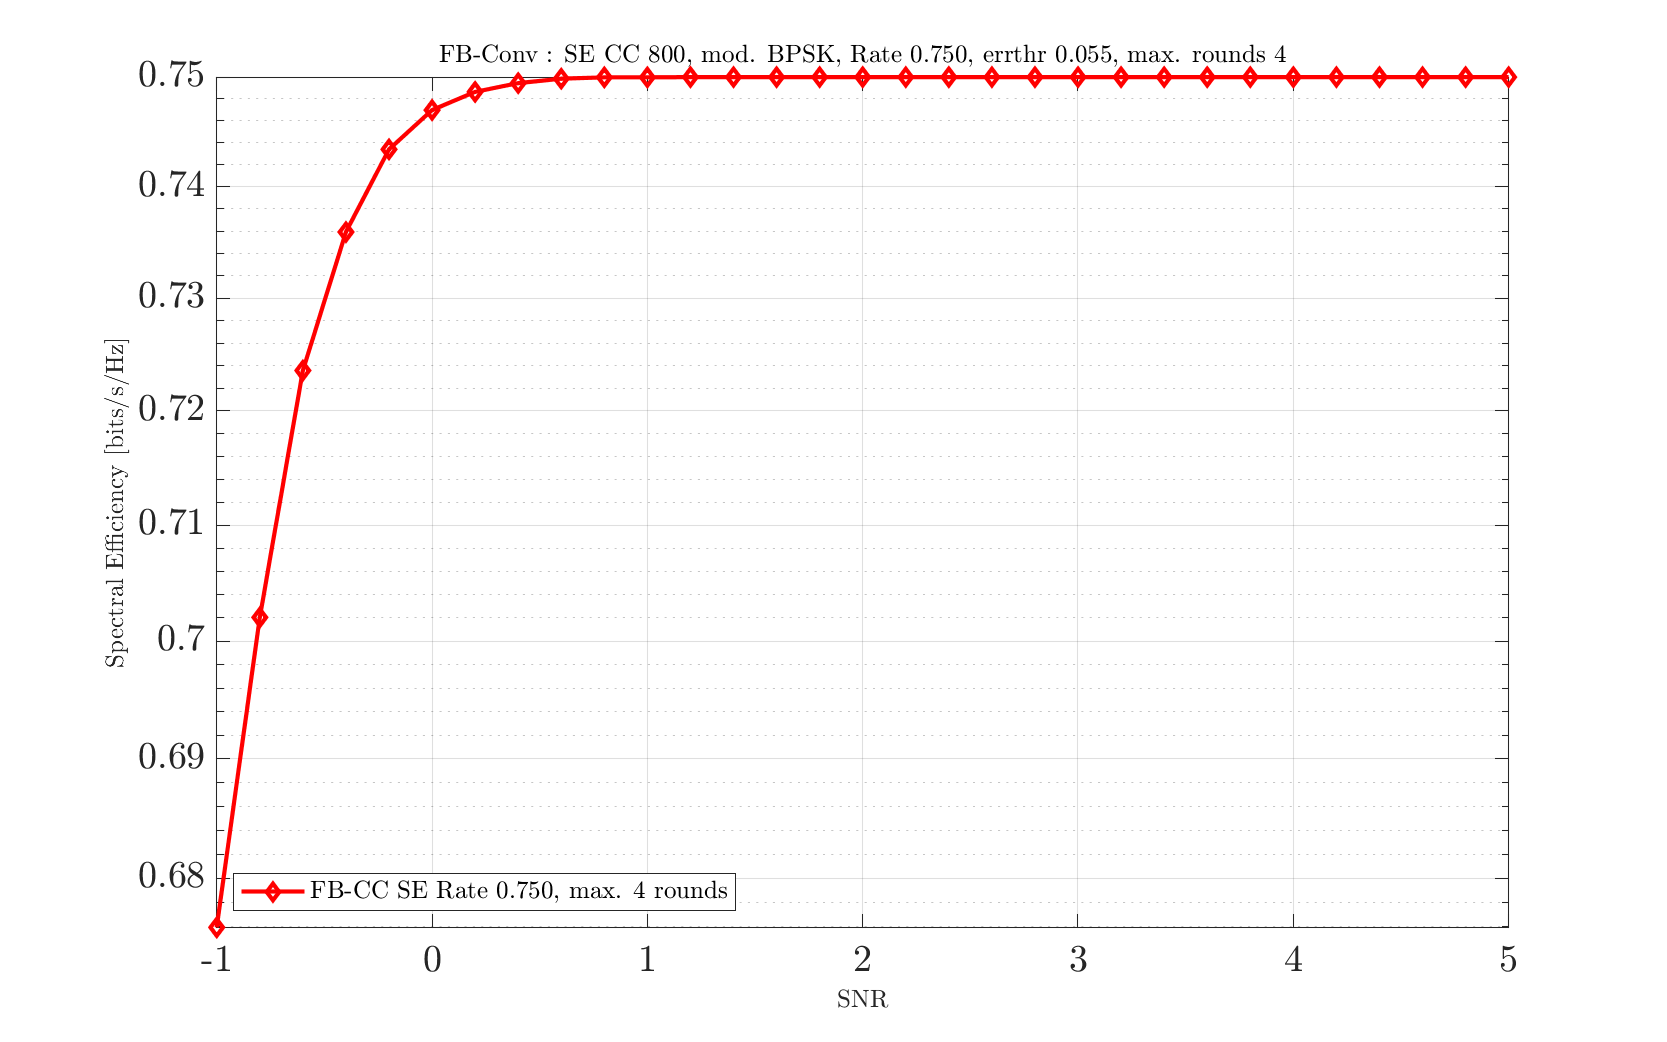 FB-Conv : SE CC 800, mod. BPSK, Rate 0.750, errthr 0.055, max. rounds 4
0.75
0.74
0.73
0.72
0.71
0.7
0.69
0.68
Spectral Efficiency [bits/s/Hz]
FB-CC SE Rate 0.750, max. 4 rounds
-1 0 1 2 3 4 5
SNR